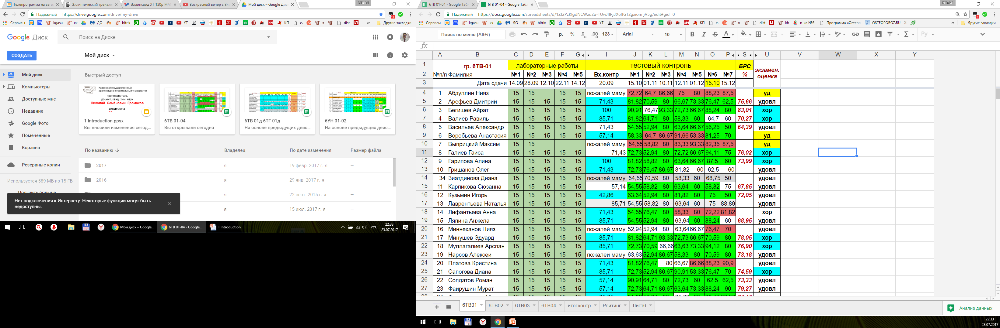 Телепрограмма на сего
Эллиптический тренаже
Эллипсоид XT 120p MA
Воскресный вечер с Вла
Мой диск – Google Дис
Nikolai
Надежный
https://drive.google.com/drive/my-drive
Сервисы
kgasu
кх
ДО
bitrix
YT
КП
е.
я
dist
»
Другие закладки
Google Диск
Поиск на Диске
СОЗДАТЬ
Мой диск
Мой диск
Компьютеры
Доступные мне
Недавние
Google Фото
Помеченные
Корзина
Резервные копии
Используется 589 МБ из 15 ГБ
Получить больше
Быстрый доступ
Казанский государственный
архитектурно-строительный университет
преподаватель
доцент, канд. хим. наук
Николай Семёнович Громаков
дисциплина
1 Introduction.ppsx
Вы вносили изменения сегод...
6ТВ 01-04
Вы открывали сегодня
6ТВ 01д 6ТГ 01д
На основе предыдущих дейс...
6УН 01-02
На основе предыдущих дейс...
По названию Владелец По дате изменения Размер файла
2017 я 19 февр. 2017 г. я –
2016 я 29 янв. 2017 г. я –
я 22 сент. 2015 г. я –
я 15 июл. 2017 г. я –
Нет подключения к Интернету. Некоторые функции могут быть
недоступны.
Мой диск – Google...
6ТВ 01-04 - Google...
1 Introduction
РУС
22:33
23.07.2017
6ТВ 01-04 - Google Табл
6ТВ 01-04 - Google Табл
Nikolai
Надежный
https://docs.google.com/spreadsheets/d/1Zf2PzKlgdNCWzu2u-TUwJflRj3X6ffGT2gxiomfjV5g/edit#gid=0
Сервисы
kgasu
кх
ДО
bitrix
YT
КП
е.
я
dist
kh
п-ка №6
Программа «Остеоп
OSTEOPOROZ.RU -
»
Другие закладки
Поиск по меню (Alt+/)
р. % .0 .00 123 Arial 10
fx
A B C D E F G I J K L M N O P S U V W X Y
1 гр. 6ТВ-01 лабораторные работы тестовый контроль БРС экзамен. оценка
2 №п/п Фамилия №1 №2 №3 №4 №5 Вх.контр №1 №2 №3 №4 №5 №6 №7 %
3 Дата сдачи 14.09 28.09 12.10 22.11 14.12 20.09 15.10 01.11 10.11 12.11 01.12 15.10 15.12
4 1 Абдуллин Нияз 15 15 15 15 пожалей маму 72,72 64,7 86,66 75 80 88,23 87,5 уд
5 2 Арефьев Дмитрий 15 15 15 15 15 71,43 81,82 70,59 80 66,67 73,33 76,47 62,5 75,66 удовл
6 3 Бегишев Айрат 15 15 15 15 15 100 90,91 76,47 93,33 72,73 66,67 88,24 80 83,01 хор
7 4 Валиев Равиль 15 15 15 15 15 85,71 81,82 64,71 80 58,33 60 64,7 60 70,27 хор
8 5 Васильев Александр 15 15 15 15 15 71,43 54,55 52,94 80 63,64 66,67 56,25 50 64,39 удовл
9 6 Воробьёва Анастасия 15 15 15 15 15 57,14 58,33 64,7 86,67 91,66 53,33 81,25 70 уд
10 7 Выприцкий Максим 15 15 пожалей маму 54,55 58,82 80 83,33 93,33 82,35 87,5 уд
11 8 Галиев Гайса 15 15 15 15 15 71,43 72,73 52,94 80 72,72 66,67 94,11 75 76,02 хор
12 9 Гарипова Алина 15 15 15 15 15 100 81,82 58,82 80 63,64 66,67 87,5 60 73,99 хор
13 10 Гришанов Олег 15 15 15 15 15 71,43 72,73 76,47 86,67 81,82 60 62,5 60 удовл
14 34 Зиатдинова Диана 15 15 15 15 15 пожалей маму 54,55 70,59 80 58,33 60 68,75 50 удовл
15 11 Карликова Сюзанна 15 15 15 15 15 57,14 54,55 58,82 80 63,64 60 58,82 75 67,85 удовл
16 12 Кузьмин Игорь 15 15 15 15 15 42,86 63,64 52,94 80 81,82 80 75 50 72,05 удовл
17 13 Лаврентьева Наталья 15 15 15 15 15 85,71 54,55 58,82 80 63,64 60 75 88,89 удовл
18 14 Лифантьева Анна 15 15 15 15 15 71,43 54,55 76,47 80 58,33 80 72,22 81,82 хор
19 15 Ляпина Анжела 15 15 15 15 15 85,71 54,55 52,94 80 63,64 60 88,24 60 68,95 удовл
20 16 Миннеханов Нияз 15 15 15 15 15 пожалей маму 52,94 52,94 80 63,64 66,67 76,47 70 удовл
21 17 Минушев Эдуард 15 15 15 15 15 85,71 81,82 64,71 93,33 72,73 66,67 70,59 80 78,05 хор
22 18 Муллагалиев Арслан 15 15 15 15 15 85,71 72,73 70,59 66,66 63,63 73,33 94,12 80 76,90 хор
23 19 Нарсов Алексей 15 15 15 15 15 пожалей маму 63,63 52,94 86,67 58,33 80 70,59 80 73,18 удовл
24 20 Платова Кристина 15 15 15 15 15 71,43 81,82 76,47 80 66,67 86,66 88,23 90,9 удовл
25 21 Сапогова Диана 15 15 15 15 15 85,71 72,73 52,94 86,67 90,91 53,33 76,47 70 74,59 хор
26 22 Солдатов Роман 15 15 15 15 15 57,14 90,91 64,71 80 72,73 60 62,5 62,5 73,33 удовл
27 23 Файрушин Мурат 15 15 15 15 15 57,14 72,73 64,71 86,67 63,64 73,33 88,24 90 79,27 удовл
6ТВ01 6ТВ02 6ТВ03 6ТВ04 итог.контр Рейтинг Лист6
Анализ данных
22:33
23.07.2017